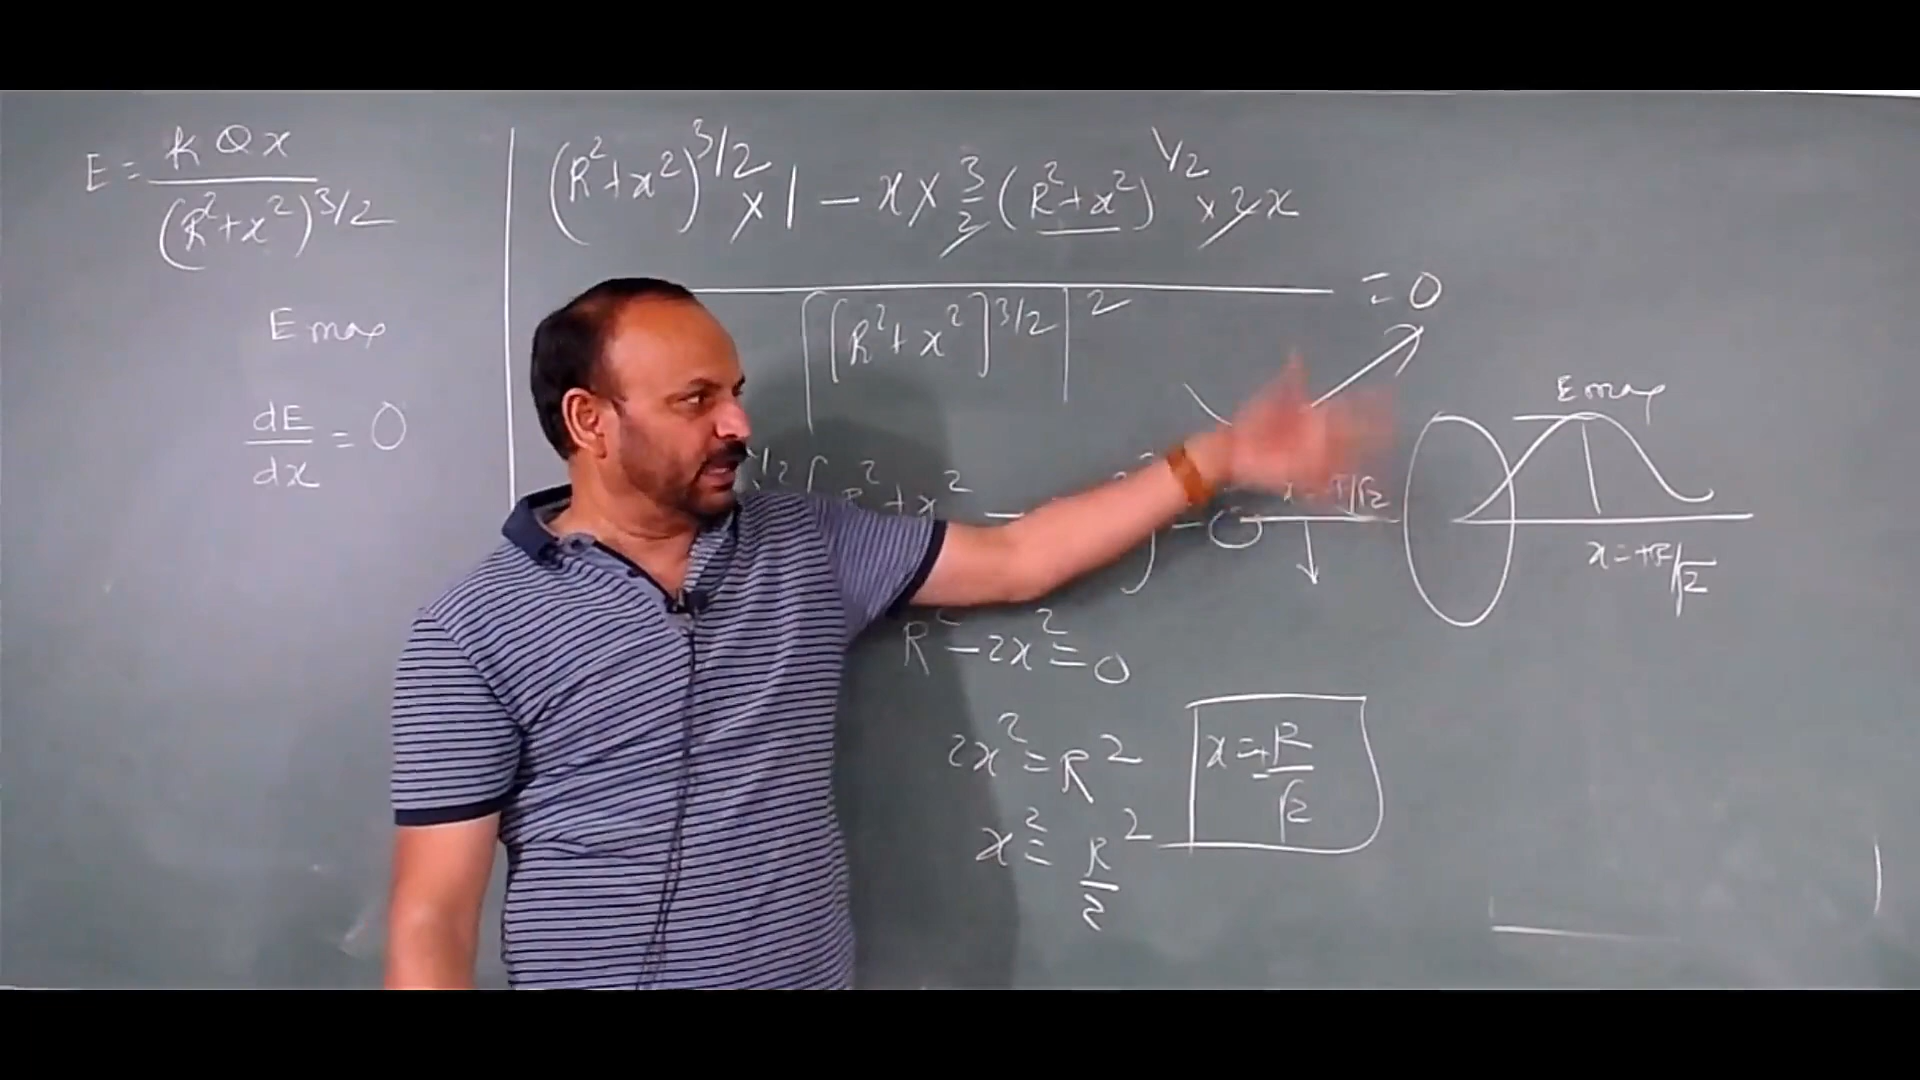 E = KQx / (R²+x²)^3/2
E max
dE/dx = 0
(R²+x²)^3/2 × 1 − x × 3/2 (R²+x²)^1/2 × 2x
= 0
[[R²+x²]^3/2]²
R²+x² −
R² − 2x² = 0
2x² = R²
x² = R²/2
x = ± R/√2
E max
x = +R/√2